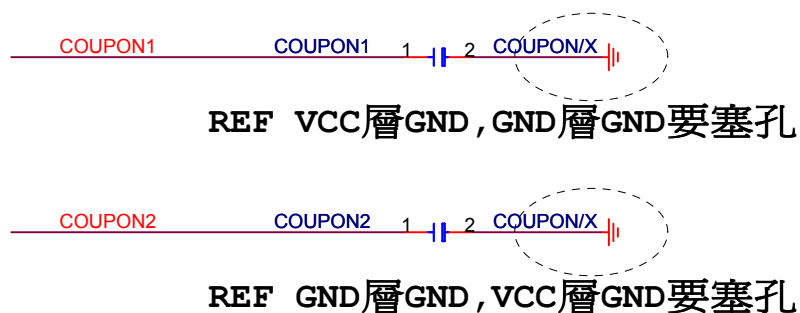 COUPON1 COUPON1 1 2 COUPON/X
REF VCC層GND,GND層GND要塞孔
COUPON2 COUPON2 1 2 COUPON/X
REF GND層GND,VCC層GND要塞孔